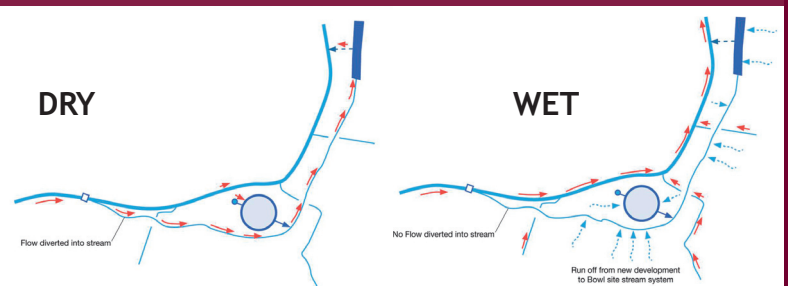 DRY
WET
Flow diverted into stream
No Flow diverted into stream
Run off from new development
to Bowl site stream system